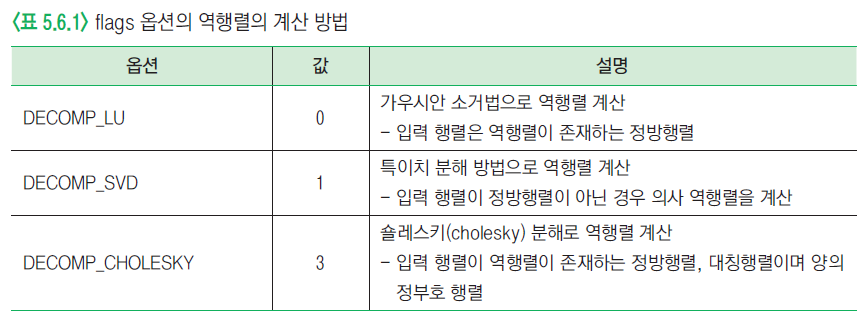 〈표 5.6.1〉 flags 옵션의 역행렬의 계산 방법
옵션 값 설명
DECOMP_LU 0 가우시안 소거법으로 역행렬 계산
- 입력 행렬은 역행렬이 존재하는 정방행렬
DECOMP_SVD 1 특이치 분해 방법으로 역행렬 계산
- 입력 행렬이 정방행렬이 아닌 경우 의사 역행렬을 계산
DECOMP_CHOLESKY 3 숄레스키(cholesky) 분해로 역행렬 계산
- 입력 행렬이 역행렬이 존재하는 정방행렬, 대칭행렬이며 양의
정부호 행렬